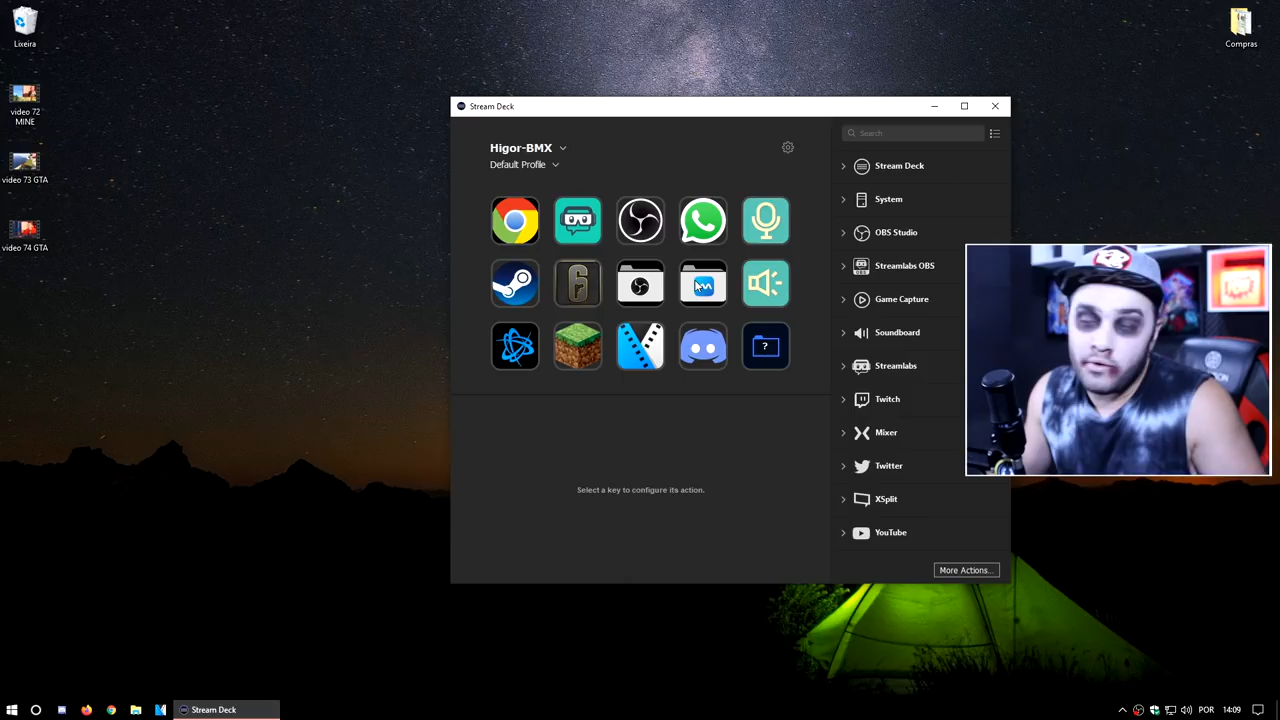 Lixeira
video 72
MINE
video 73 GTA
video 74 GTA
Compras
Stream Deck
Higor-BMX
Default Profile
Search
Stream Deck
System
OBS Studio
Streamlabs OBS
OBS
Game Capture
Soundboard
Streamlabs
Twitch
Mixer
Twitter
XSplit
YouTube
6
?
Select a key to configure its action.
More Actions...
Stream Deck
POR
14:09